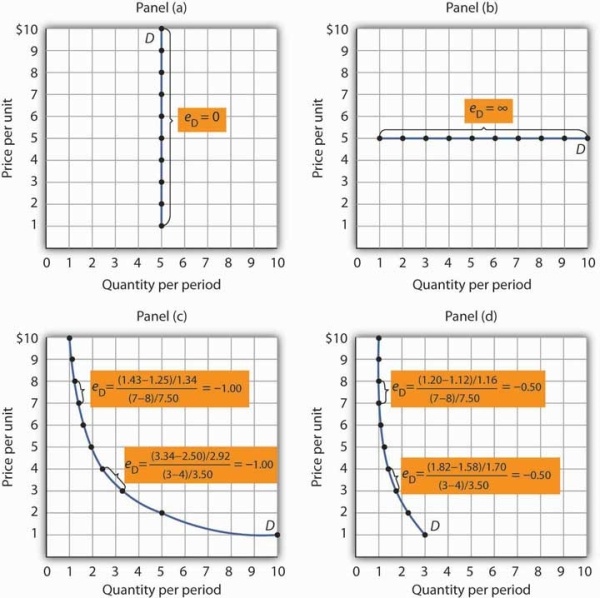 Panel (a)
Price per unit
$10
9
8
7
6
5
4
3
2
1
D
eD = 0
0 1 2 3 4 5 6 7 8 9 10
Quantity per period
Panel (b)
Price per unit
$10
9
8
7
6
5
4
3
2
1
eD = ∞
D
0 1 2 3 4 5 6 7 8 9 10
Quantity per period
Panel (c)
Price per unit
$10
9
8
7
6
5
4
3
2
1
eD = (1.43–1.25)/1.34 / (7–8)/7.50 = –1.00
eD = (3.34–2.50)/2.92 / (3–4)/3.50 = –1.00
D
0 1 2 3 4 5 6 7 8 9 10
Quantity per period
Panel (d)
Price per unit
$10
9
8
7
6
5
4
3
2
1
eD = (1.20–1.12)/1.16 / (7–8)/7.50 = –0.50
eD = (1.82–1.58)/1.70 / (3–4)/3.50 = –0.50
D
0 1 2 3 4 5 6 7 8 9 10
Quantity per period